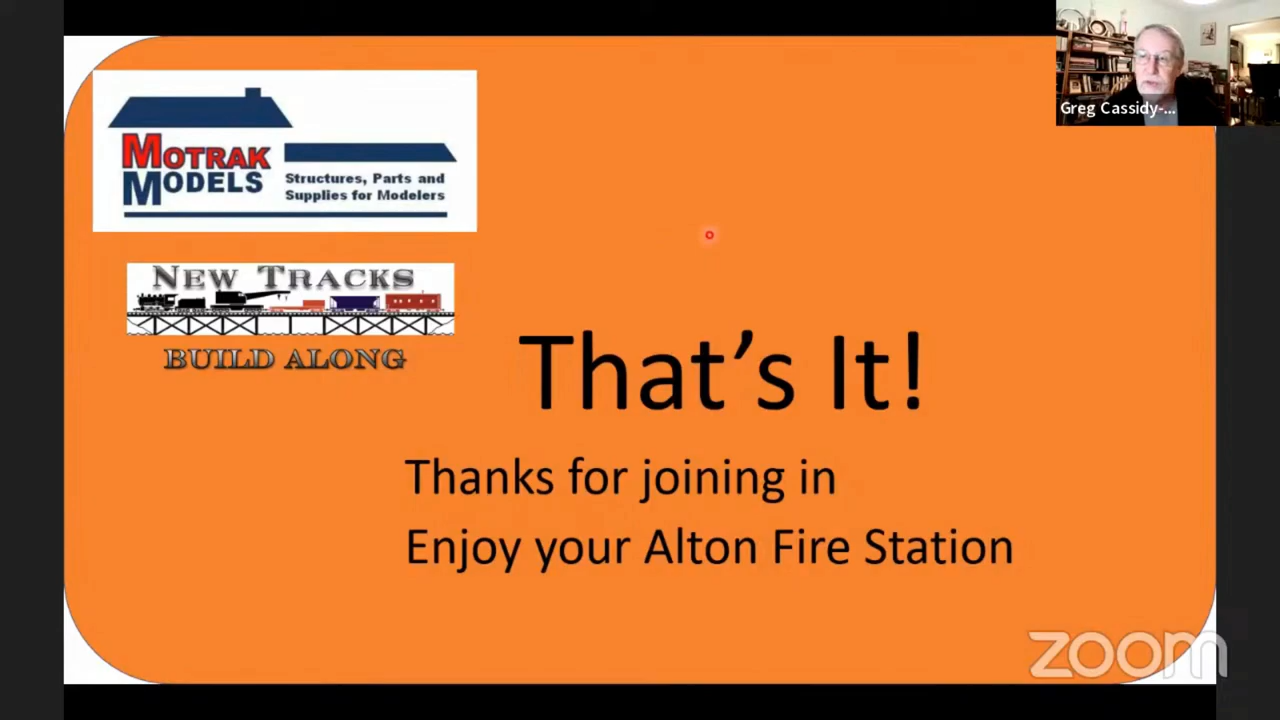 MOTRAK
MODELS
Structures, Parts and
Supplies for Modelers
NEW TRACKS
BUILD ALONG
That's It!
Thanks for joining in
Enjoy your Alton Fire Station
Greg Cassidy-...
zoom